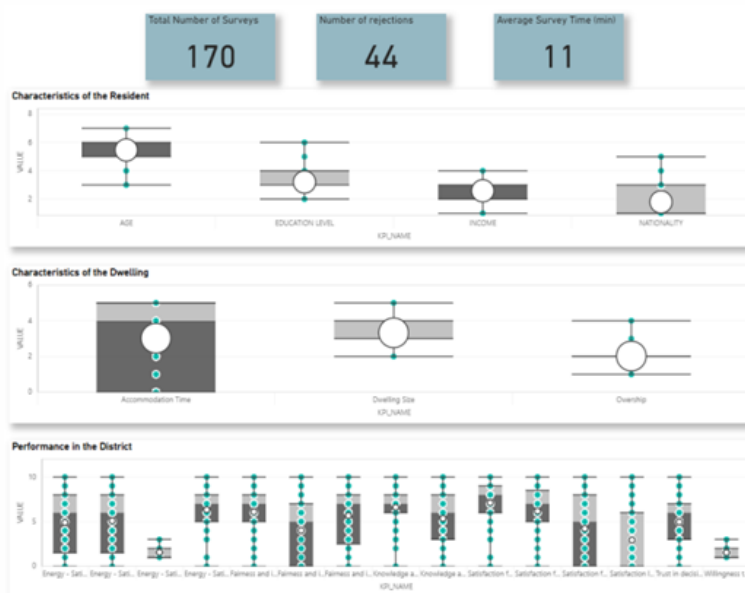 Total Number of Surveys
170
Number of rejections
44
Average Survey Time (min)
11
Characteristics of the Resident
8
6
4
2
VALUE
AGE
EDUCATION LEVEL
INCOME
NATIONALITY
KPI_NAME
Characteristics of the Dwelling
6
4
2
0
VALUE
Accommodation Time
Dwelling Size
Owership
KPI_NAME
Performance in the District
10
5
0
VALUE
Energy - Sati... Energy - Sati... Energy - Sati... Energy - Sati... Fairness and i... Fairness and i... Fairness and i... Knowledge a... Knowledge a... Satisfaction f... Satisfaction f... Satisfaction f... Satisfaction I... Trust in decisi... Willingness t...
KPI_NAME